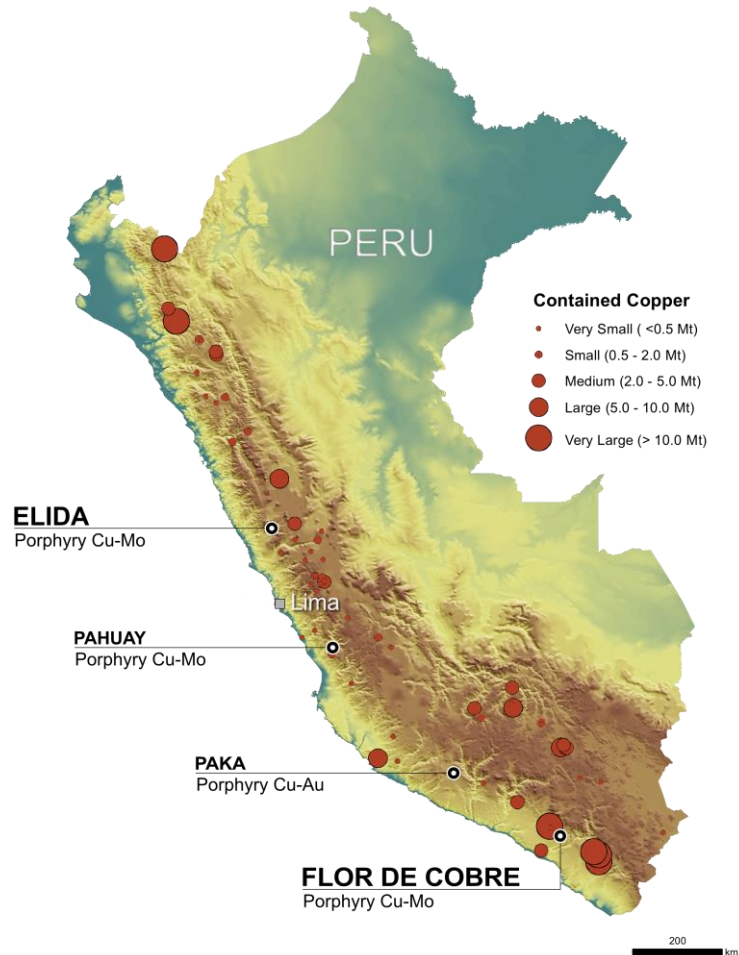 PERU
Contained Copper
Very Small ( <0.5 Mt)
Small (0.5 - 2.0 Mt)
Medium (2.0 - 5.0 Mt)
Large (5.0 - 10.0 Mt)
Very Large (> 10.0 Mt)
ELIDA
Porphyry Cu-Mo
Lima
PAHUAY
Porphyry Cu-Mo
PAKA
Porphyry Cu-Au
FLOR DE COBRE
Porphyry Cu-Mo
200
km